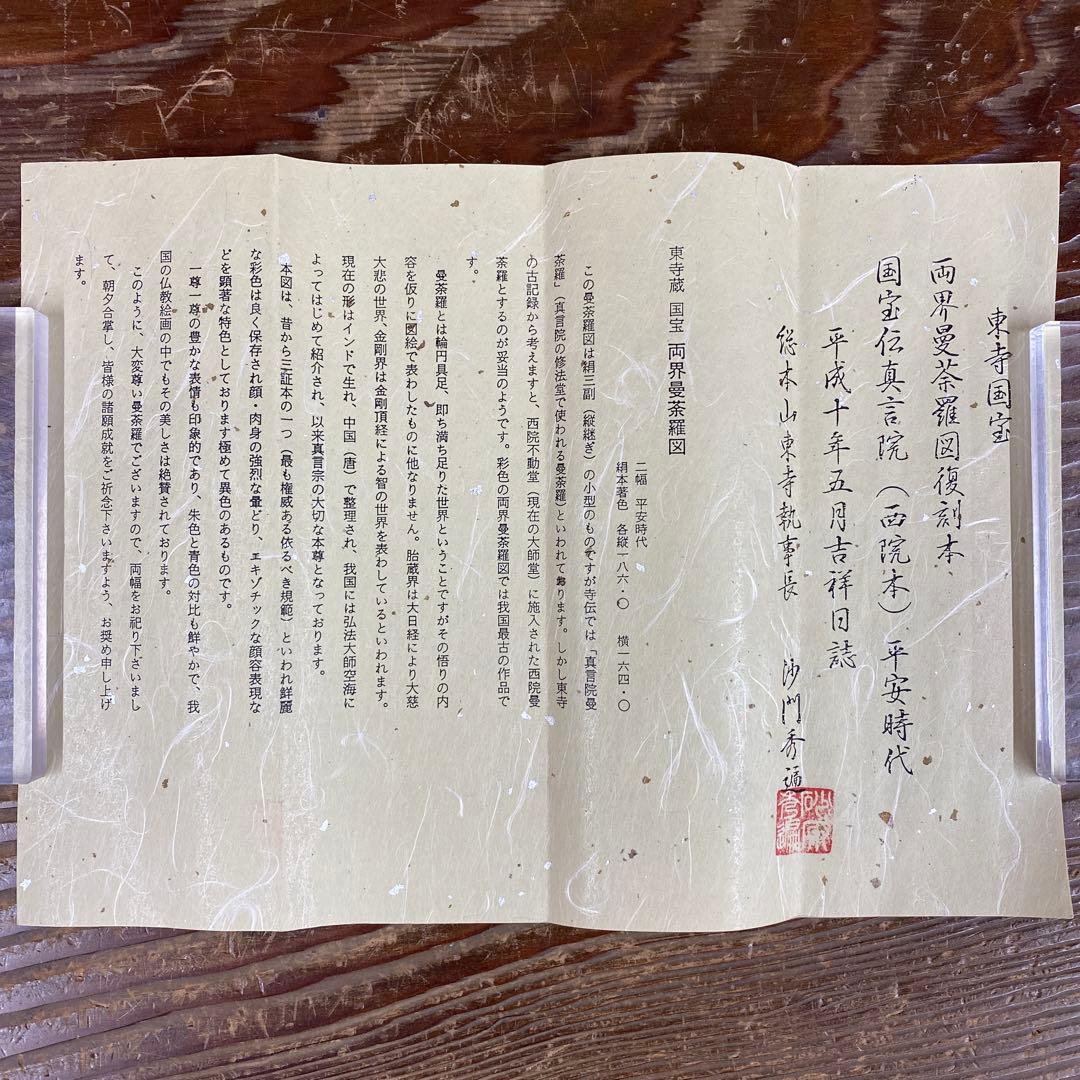 東寺国宝
両界曼荼羅図復刻本
国宝伝真言院（西院本）平安時代
平成十年五月吉祥日誌
総本山東寺執事長　沙門秀
東寺蔵　国宝　両界曼荼羅図
二幅　平安時代
絹本著色　各縦一八六・〇　横一六四・〇
この曼荼羅図は絹三副（縦継ぎ）の小型のものですが寺伝では「真言院曼
荼羅」（真言院の修法堂で使われる曼荼羅）といわれております。しかし東寺
の古記録から考えますと、西院不動堂（現在の大師堂）に施入された西院曼
荼羅とするのが妥当のようです。彩色の両界曼荼羅図では我国最古の作品で
す。
曼荼羅とは輪円具足、即ち満ち足りた世界ということですがその悟りの内
容を仮りに図絵で表わしたものに他なりません。胎蔵界は大日経により大慈
大悲の世界、金剛界は金剛頂経による智の世界を表わしているといわれます。
現在の形はインドで生れ、中国（唐）で整理され、我国には弘法大師空海に
よってはじめて紹介され、以来真言宗の大切な本尊となっております。
本図は、昔から三証本の一つ（最も権威ある依るべき規範）といわれ鮮麗
な彩色は良く保存され顔・肉身の強烈な暈どり、エキゾチックな顔容表現な
どを顕著な特色としております極めて異色のあるものです。
一尊一尊の豊かな表情も印象的であり、朱色と青色の対比も鮮やかで、我
国の仏教絵画の中でもその美しさは絶賛されております。
このように、大変尊い曼荼羅でございますので、両幅をお祀り下さいまし
て、朝夕合掌し、皆様の諸願成就をご祈念下さいますよう、お奨め申し上げ
ます。